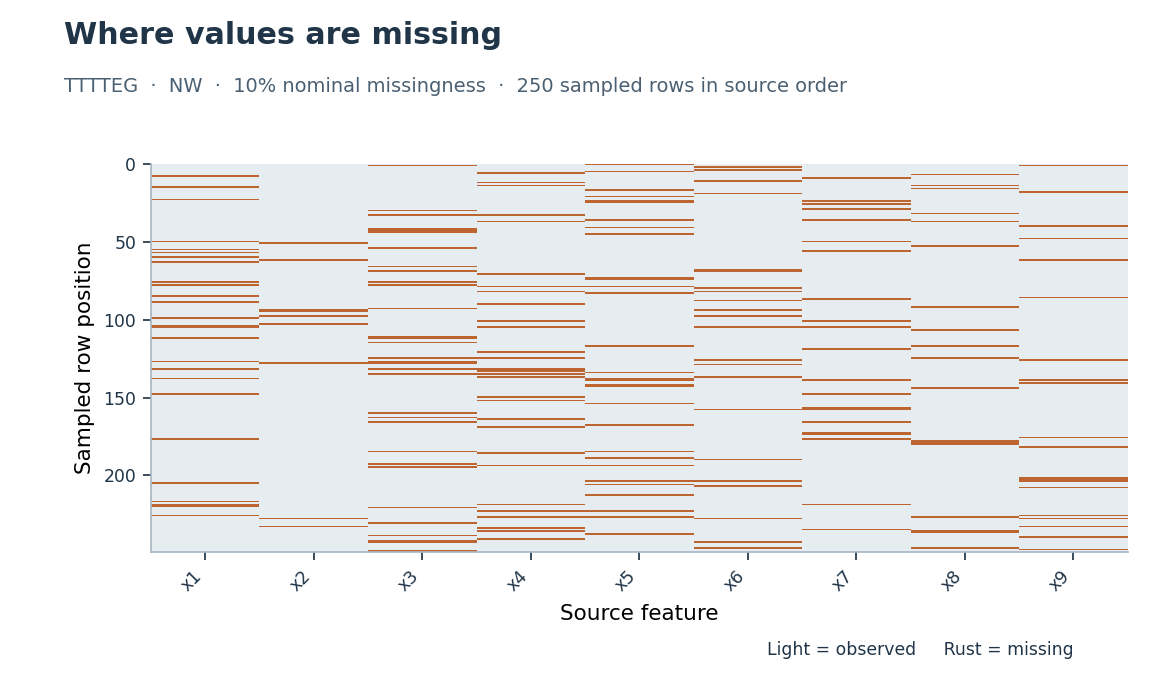 Where values are missing
TTTTEG · NW · 10% nominal missingness · 250 sampled rows in source order
0
50
100
150
200
Sampled row position
x1 x2 x3 x4 x5 x6 x7 x8 x9
Source feature
Light = observed Rust = missing